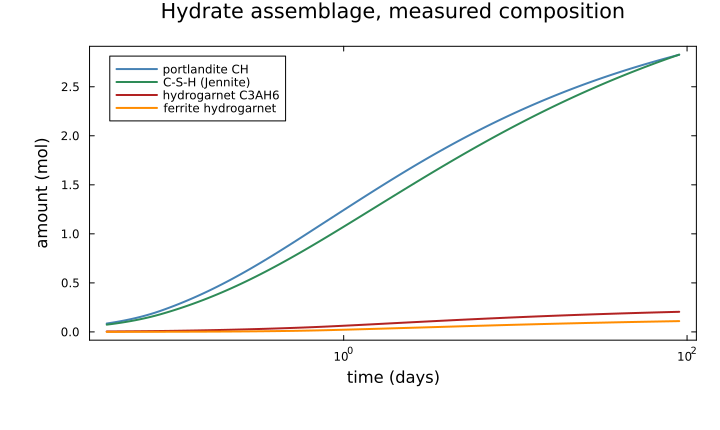 Hydrate assemblage, measured composition
portlandite CH
C-S-H (Jennite)
hydrogarnet C3AH6
ferrite hydrogarnet
amount (mol)
2.5
2.0
1.5
1.0
0.5
0.0
10⁰ 10²
time (days)